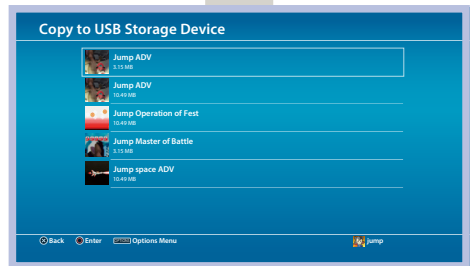 Copy to USB Storage Device
Jump ADV
3.15 MB
Jump ADV
10.49 MB
Jump Operation of Fest
10.49 MB
Jump Master of Battle
3.15 MB
Jump space ADV
10.49 MB
Back Enter OPTIONS Options Menu jump